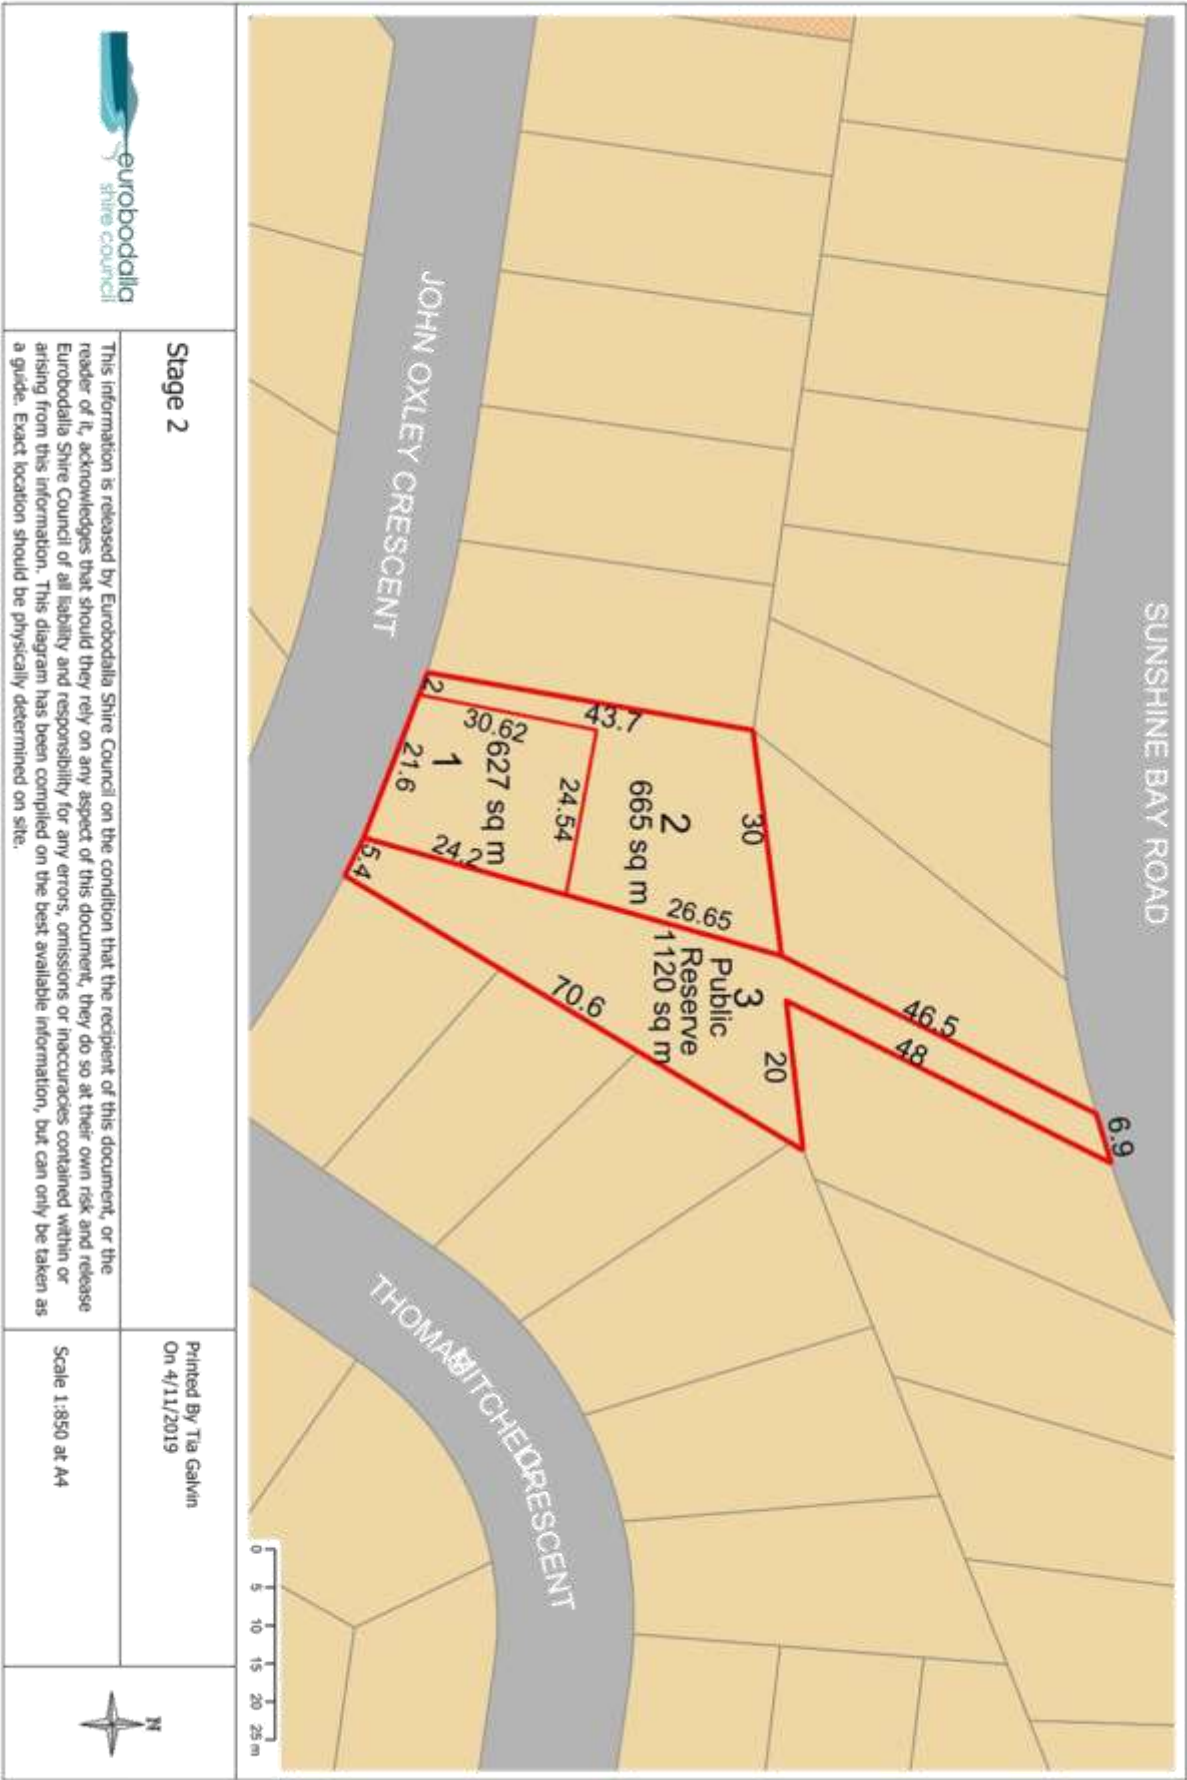 SUNSHINE BAY ROAD
6.9
46.5
48
30
20
3
Public
Reserve
1120 sq m
2
665 sq m
26.65
43.7
24.54
70.6
30.62
627 sq m
1
24.2
2
21.6
5.4
JOHN OXLEY CRESCENT
THOMAS MITCHELL CRESCENT
0 5 10 15 20 25 m
eurobodalla
shire council
Stage 2
Printed By Tia Galvin
On 4/11/2019
This information is released by Eurobodalla Shire Council on the condition that the recipient of this document, or the
reader of it, acknowledges that should they rely on any aspect of this document, they do so at their own risk and release
Eurobodalla Shire Council of all liability and responsibility for any errors, omissions or inaccuracies contained within or
arising from this information. This diagram has been compiled on the best available information, but can only be taken as
a guide. Exact location should be physically determined on site.
Scale 1:850 at A4
N